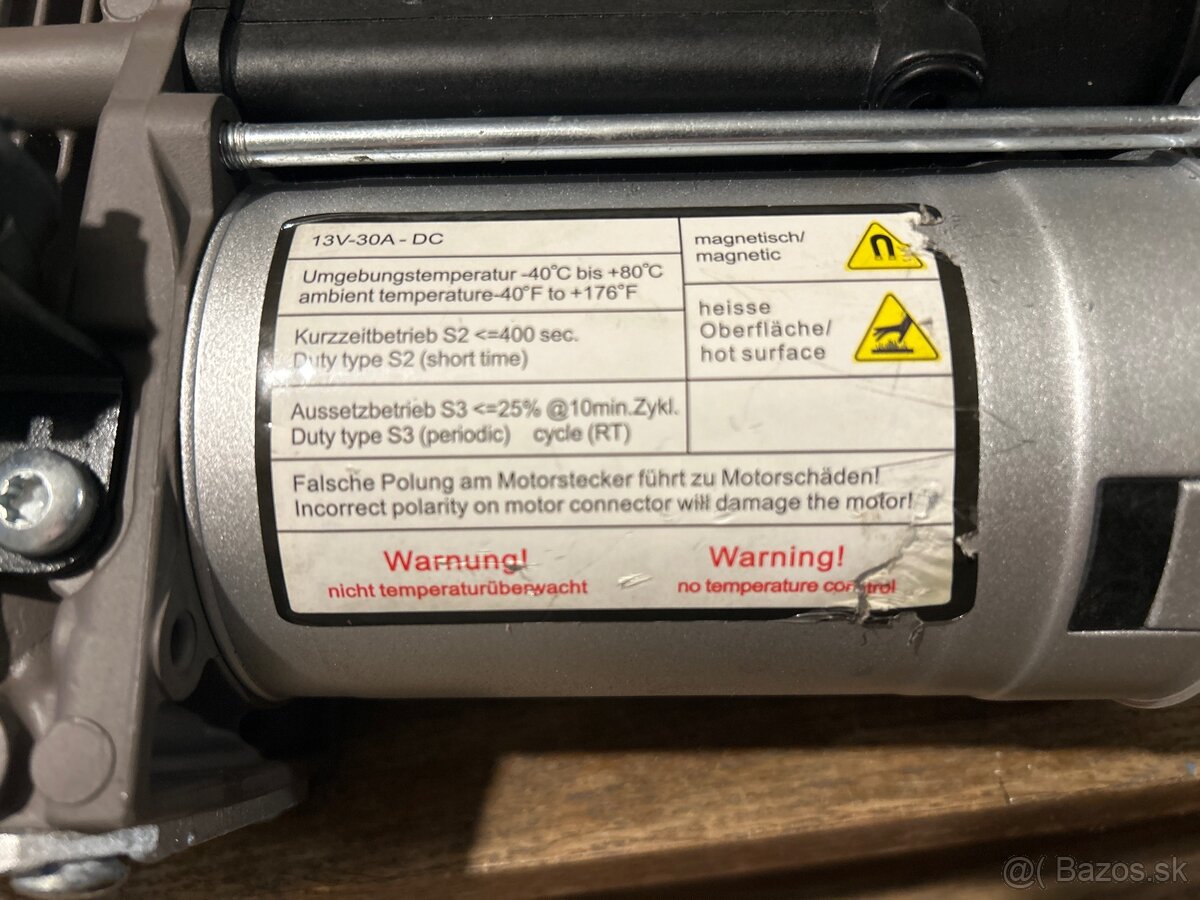 13V-30A - DC
Umgebungstemperatur -40°C bis +80°C
ambient temperature-40°F to +176°F
Kurzzeitbetrieb S2 <=400 sec.
Duty type S2 (short time)
Aussetzbetrieb S3 <=25% @10min.Zykl.
Duty type S3 (periodic) cycle (RT)
magnetisch/
magnetic
heisse
Oberfläche/
hot surface
Falsche Polung am Motorstecker führt zu Motorschäden!
Incorrect polarity on motor connector will damage the motor!
Warnung!
nicht temperaturüberwacht
Warning!
no temperature control
@( Bazos.sk